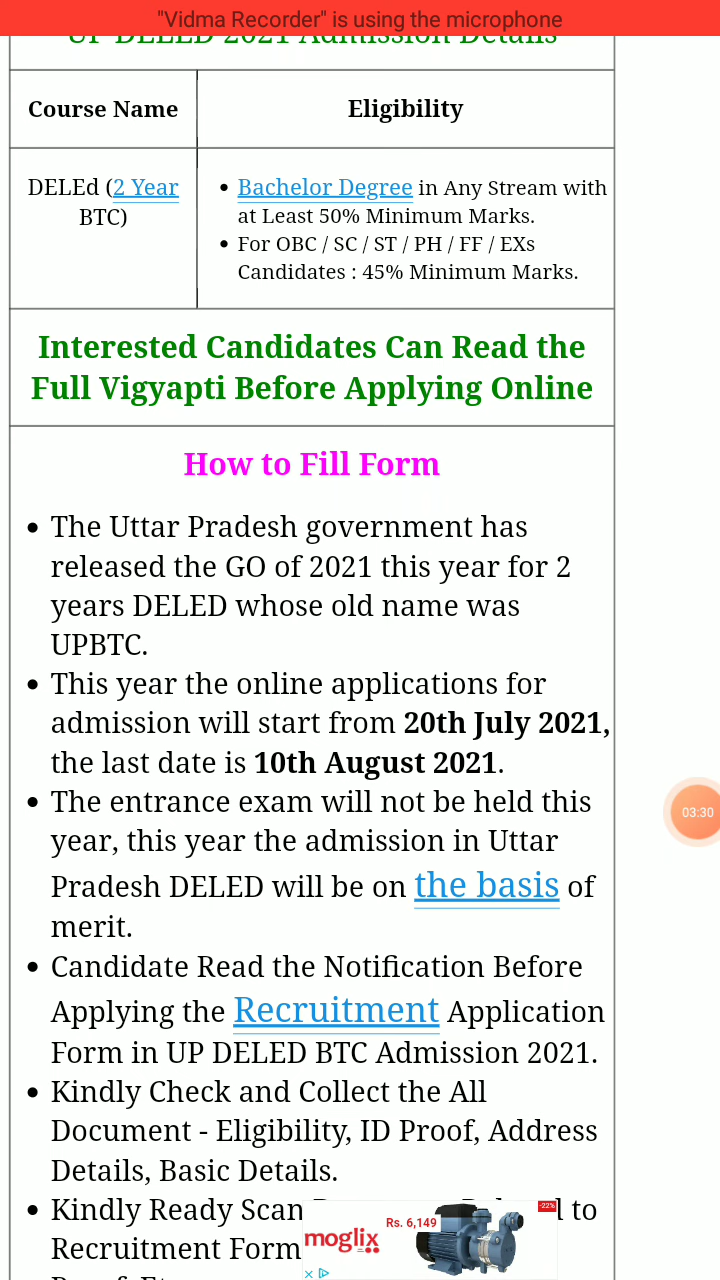 "Vidma Recorder" is using the microphone
UP DELED 2021 Admission Details
Course Name
Eligibility
DELEd (2 Year
BTC)
• Bachelor Degree in Any Stream with
at Least 50% Minimum Marks.
• For OBC / SC / ST / PH / FF / EXs
Candidates : 45% Minimum Marks.
Interested Candidates Can Read the
Full Vigyapti Before Applying Online
How to Fill Form
• The Uttar Pradesh government has
released the GO of 2021 this year for 2
years DELED whose old name was
UPBTC.
• This year the online applications for
admission will start from 20th July 2021,
the last date is 10th August 2021.
03:30
• The entrance exam will not be held this
year, this year the admission in Uttar
Pradesh DELED will be on the basis of
merit.
• Candidate Read the Notification Before
Applying the Recruitment Application
Form in UP DELED BTC Admission 2021.
• Kindly Check and Collect the All
Document - Eligibility, ID Proof, Address
Details, Basic Details.
• Kindly Ready Scan to
Recruitment Form
-22%
Rs. 6,149
moglix